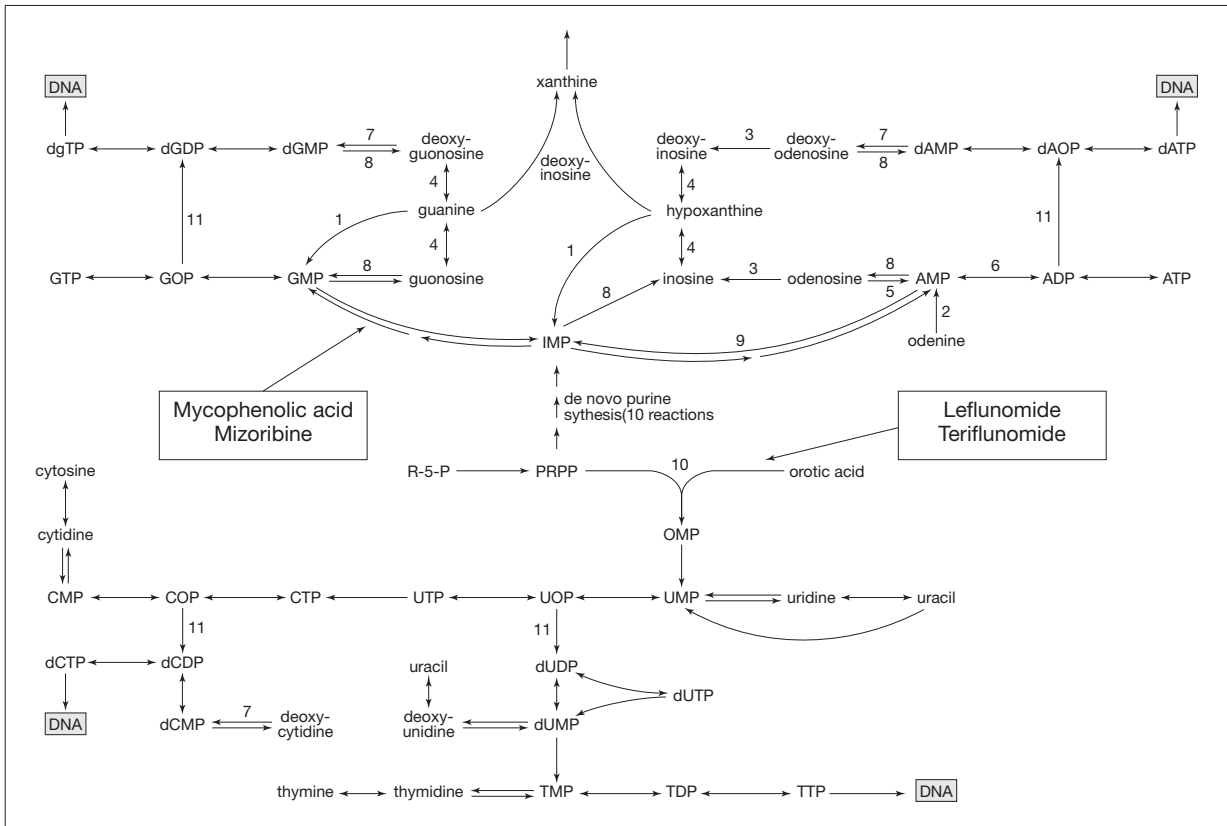 xanthine
DNA
DNA
7
deoxy-
guonosine
3
7
dgTP
dGDP
dGMP
8
deoxy-
inosine
deoxy-
inosine
deoxy-
odenosine
8
dAMP
dAOP
dATP
4
4
guanine
hypoxanthine
11
1
4
1
4
11
GTP
GOP
GMP
8
guonosine
inosine
3
odenosine
8
5
AMP
6
ADP
ATP
8
2
IMP
9
odenine
Mycophenolic acid
Mizoribine
de novo purine
sythesis(10 reactions
Leflunomide
Teriflunomide
cytosine
R-5-P
PRPP
10
orotic acid
cytidine
OMP
CMP
COP
CTP
UTP
UOP
UMP
uridine
uracil
11
11
dCTP
dCDP
uracil
dUDP
dUTP
DNA
dCMP
7
deoxy-
cytidine
deoxy-
unidine
dUMP
thymine
thymidine
TMP
TDP
TTP
DNA